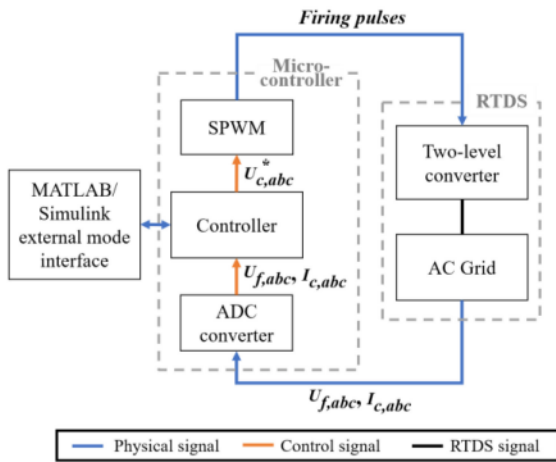 Firing pulses
Micro-
controller
RTDS
SPWM
Two-level
converter
U*c,abc
MATLAB/
Simulink
external mode
interface
Controller
AC Grid
Uf,abc, Ic,abc
ADC
converter
Uf,abc, Ic,abc
Physical signal
Control signal
RTDS signal